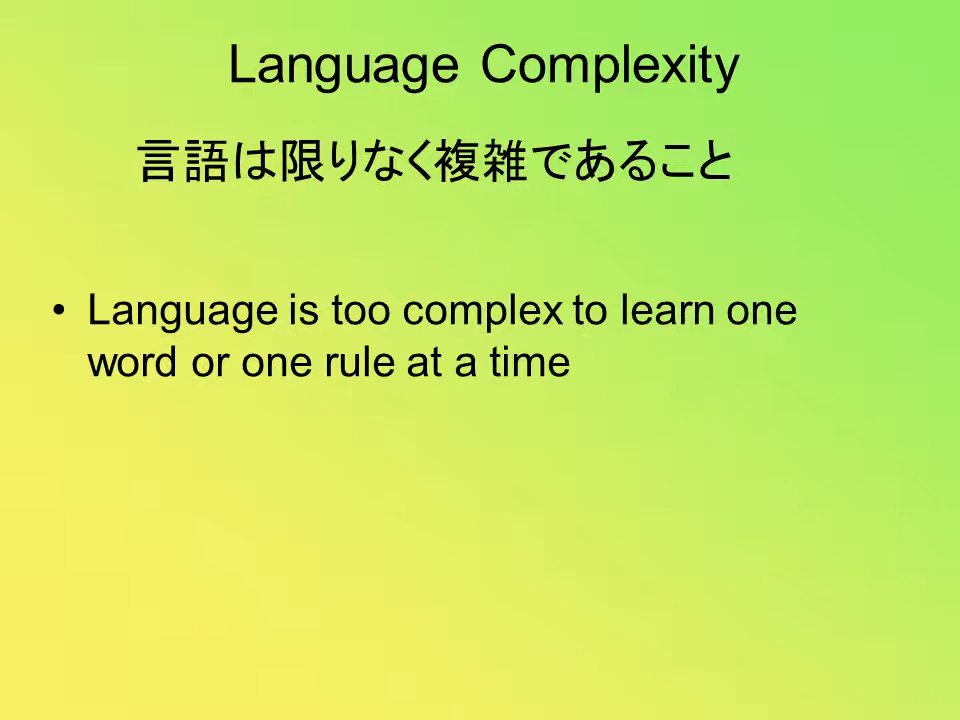 Language Complexity
言語は限りなく複雑であること
• Language is too complex to learn one
word or one rule at a time